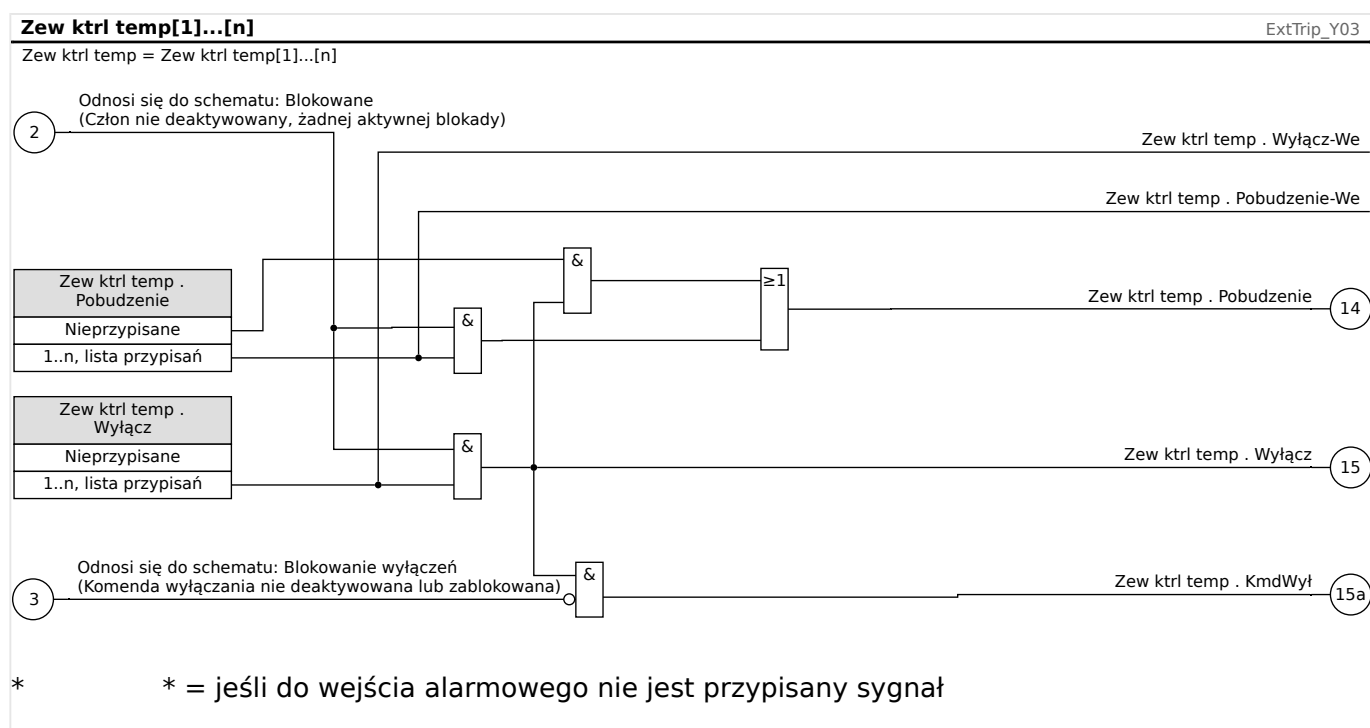 Zew ktrl temp[1]...[n]
ExtTrip_Y03
Zew ktrl temp = Zew ktrl temp[1]...[n]
Odnosi się do schematu: Blokowane
(Człon nie deaktywowany, żadnej aktywnej blokady)
2
Zew ktrl temp . Wyłącz-We
Zew ktrl temp . Pobudzenie-We
&
Zew ktrl temp .
Pobudzenie
≥1
Zew ktrl temp . Pobudzenie
14
Nieprzypisane
&
1..n, lista przypisań
Zew ktrl temp .
Wyłącz
Nieprzypisane
&
Zew ktrl temp . Wyłącz
15
1..n, lista przypisań
Odnosi się do schematu: Blokowanie wyłączeń
(Komenda wyłączania nie deaktywowana lub zablokowana)
3
&
Zew ktrl temp . KmdWył
15a
* * = jeśli do wejścia alarmowego nie jest przypisany sygnał